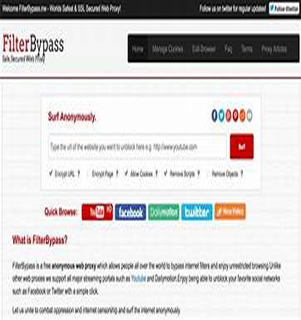 Welcome FilterBypass.me - Worlds Safest & SSL Secured Web Proxy!
Please follow us on twitter for regular updates!
FilterBypass
Safe, Secured Web Proxy
Home Manage Cookies Edit Browser Faq Terms Proxy Articles
Surf Anonymously.
Type the url of the website you want to unblock here e.g. http://www.youtube.com
Surf
Encrypt URL ? Encrypt Page ? Allow Cookies ? Remove Scripts ? Remove Objects ?
Quick Browse: You Tube HD facebook Dailymotion twitter
What is FilterBypass?
FilterBypass is a free anonymous web proxy which allows people all over the world to bypass internet filters and enjoy unrestricted browsing. Unlike
other web proxies we support all major streaming portals such as Youtube and Dailymotion. Enjoy being able to unblock your favorite social networks
such as Facebook or Twitter with a simple click.
Let us unite to combat oppression and internet censorship and surf the internet anonymously.